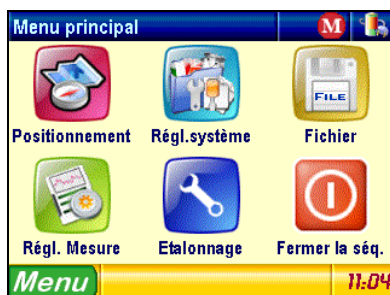 Menu principal M
Positionnement Régl.système Fichier
FILE
Régl. Mesure Etalonnage Fermer la séq.
Menu 11:04